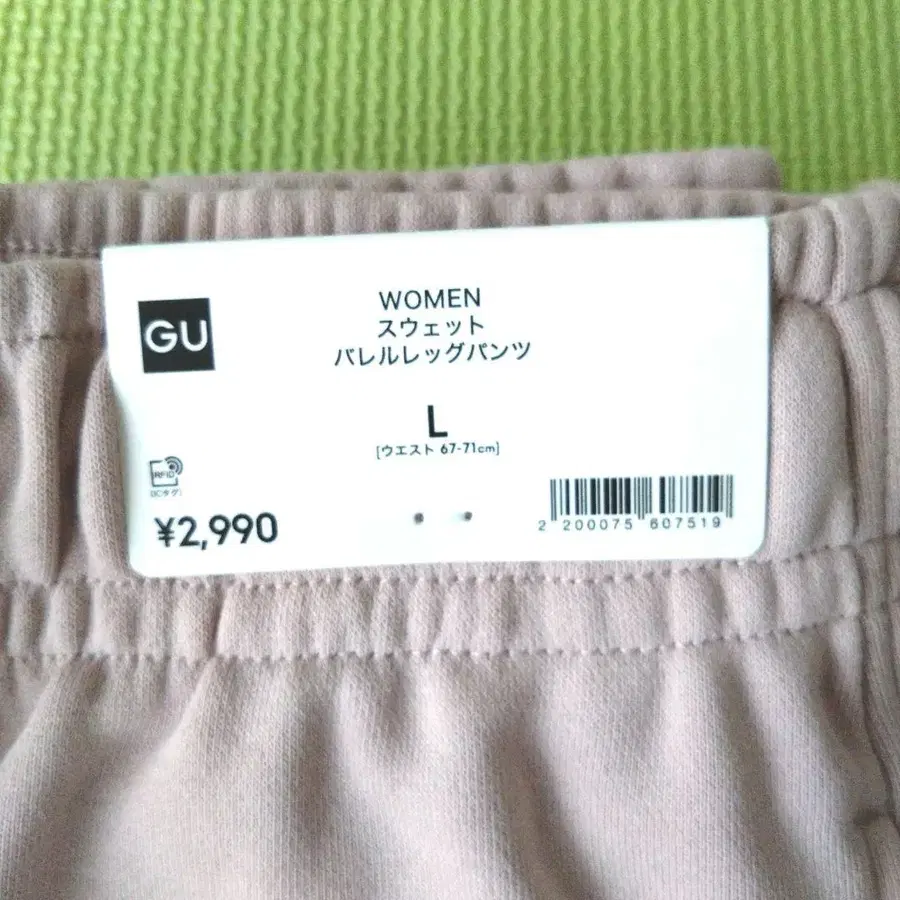 GU
WOMEN
スウェット
バレルレッグパンツ
L
[ウエスト 67-71cm]
RFID
(ICタグ)
¥2,990
2 200075 607519